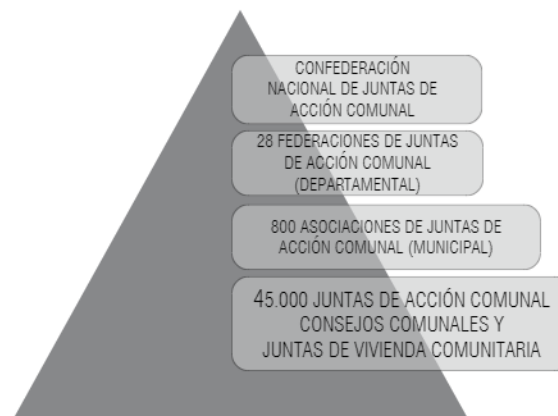 CONFEDERACIÓN
NACIONAL DE JUNTAS DE
ACCIÓN COMUNAL
28 FEDERACIONES DE JUNTAS
DE ACCIÓN COMUNAL
(DEPARTAMENTAL)
800 ASOCIACIONES DE JUNTAS DE
ACCIÓN COMUNAL (MUNICIPAL)
45.000 JUNTAS DE ACCIÓN COMUNAL
CONSEJOS COMUNALES Y
JUNTAS DE VIVIENDA COMUNITARIA